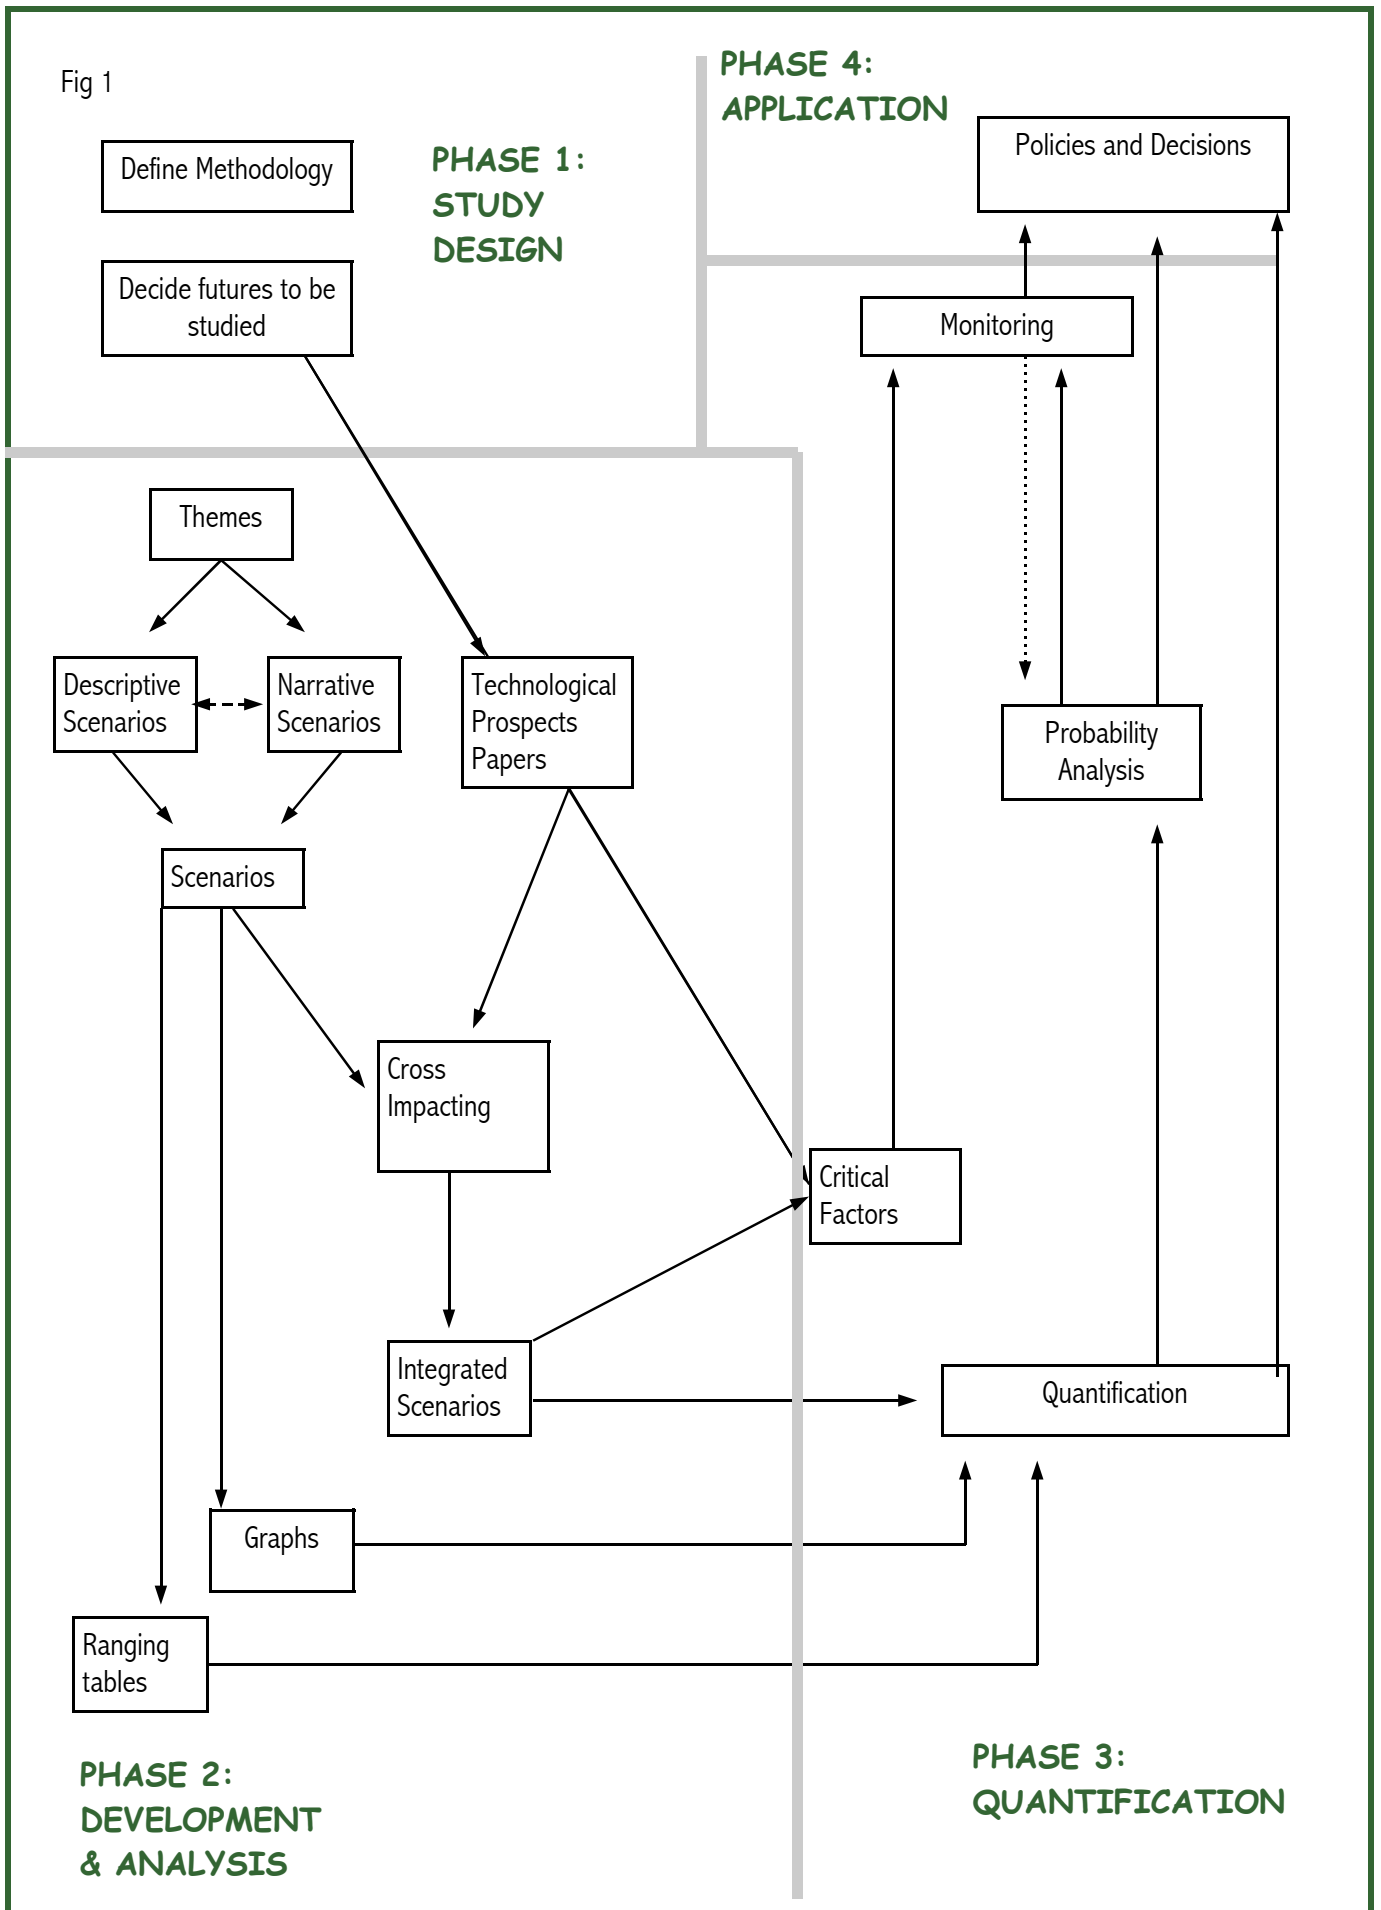 Fig 1
Define Methodology
Decide futures to be
studied
PHASE 1:
STUDY
DESIGN
PHASE 4:
APPLICATION
Policies and Decisions
Monitoring
Themes
Descriptive
Scenarios
Narrative
Scenarios
Technological
Prospects
Papers
Probability
Analysis
Scenarios
Cross
Impacting
Critical
Factors
Integrated
Scenarios
Quantification
Graphs
Ranging
tables
PHASE 2:
DEVELOPMENT
& ANALYSIS
PHASE 3:
QUANTIFICATION